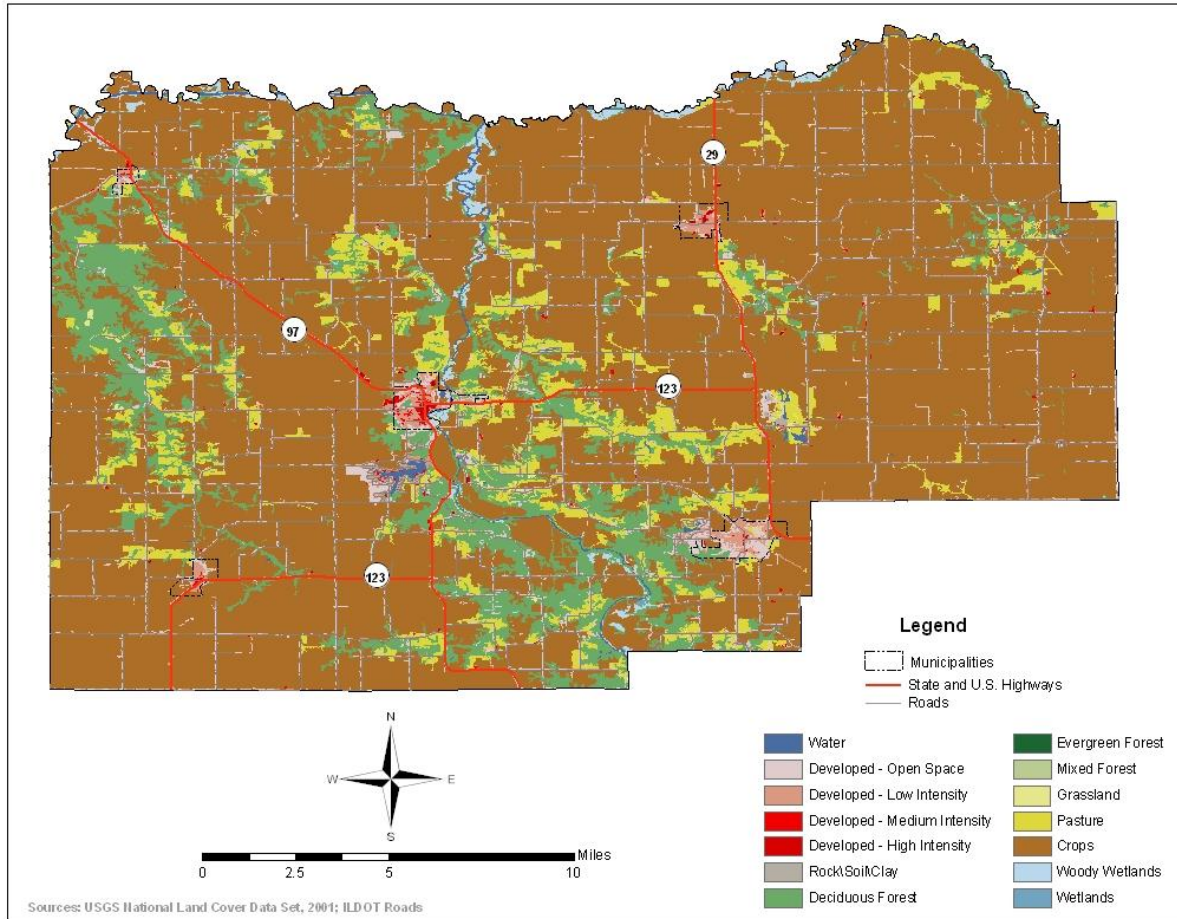 29
97
123
123
Legend
Municipalities
State and U.S. Highways
Roads
N
W E
S
Miles
0 2.5 5 10
Water
Developed - Open Space
Developed - Low Intensity
Developed - Medium Intensity
Developed - High Intensity
Rock\Soil\Clay
Deciduous Forest
Evergreen Forest
Mixed Forest
Grassland
Pasture
Crops
Woody Wetlands
Wetlands
Sources: USGS National Land Cover Data Set, 2001; ILDOT Roads